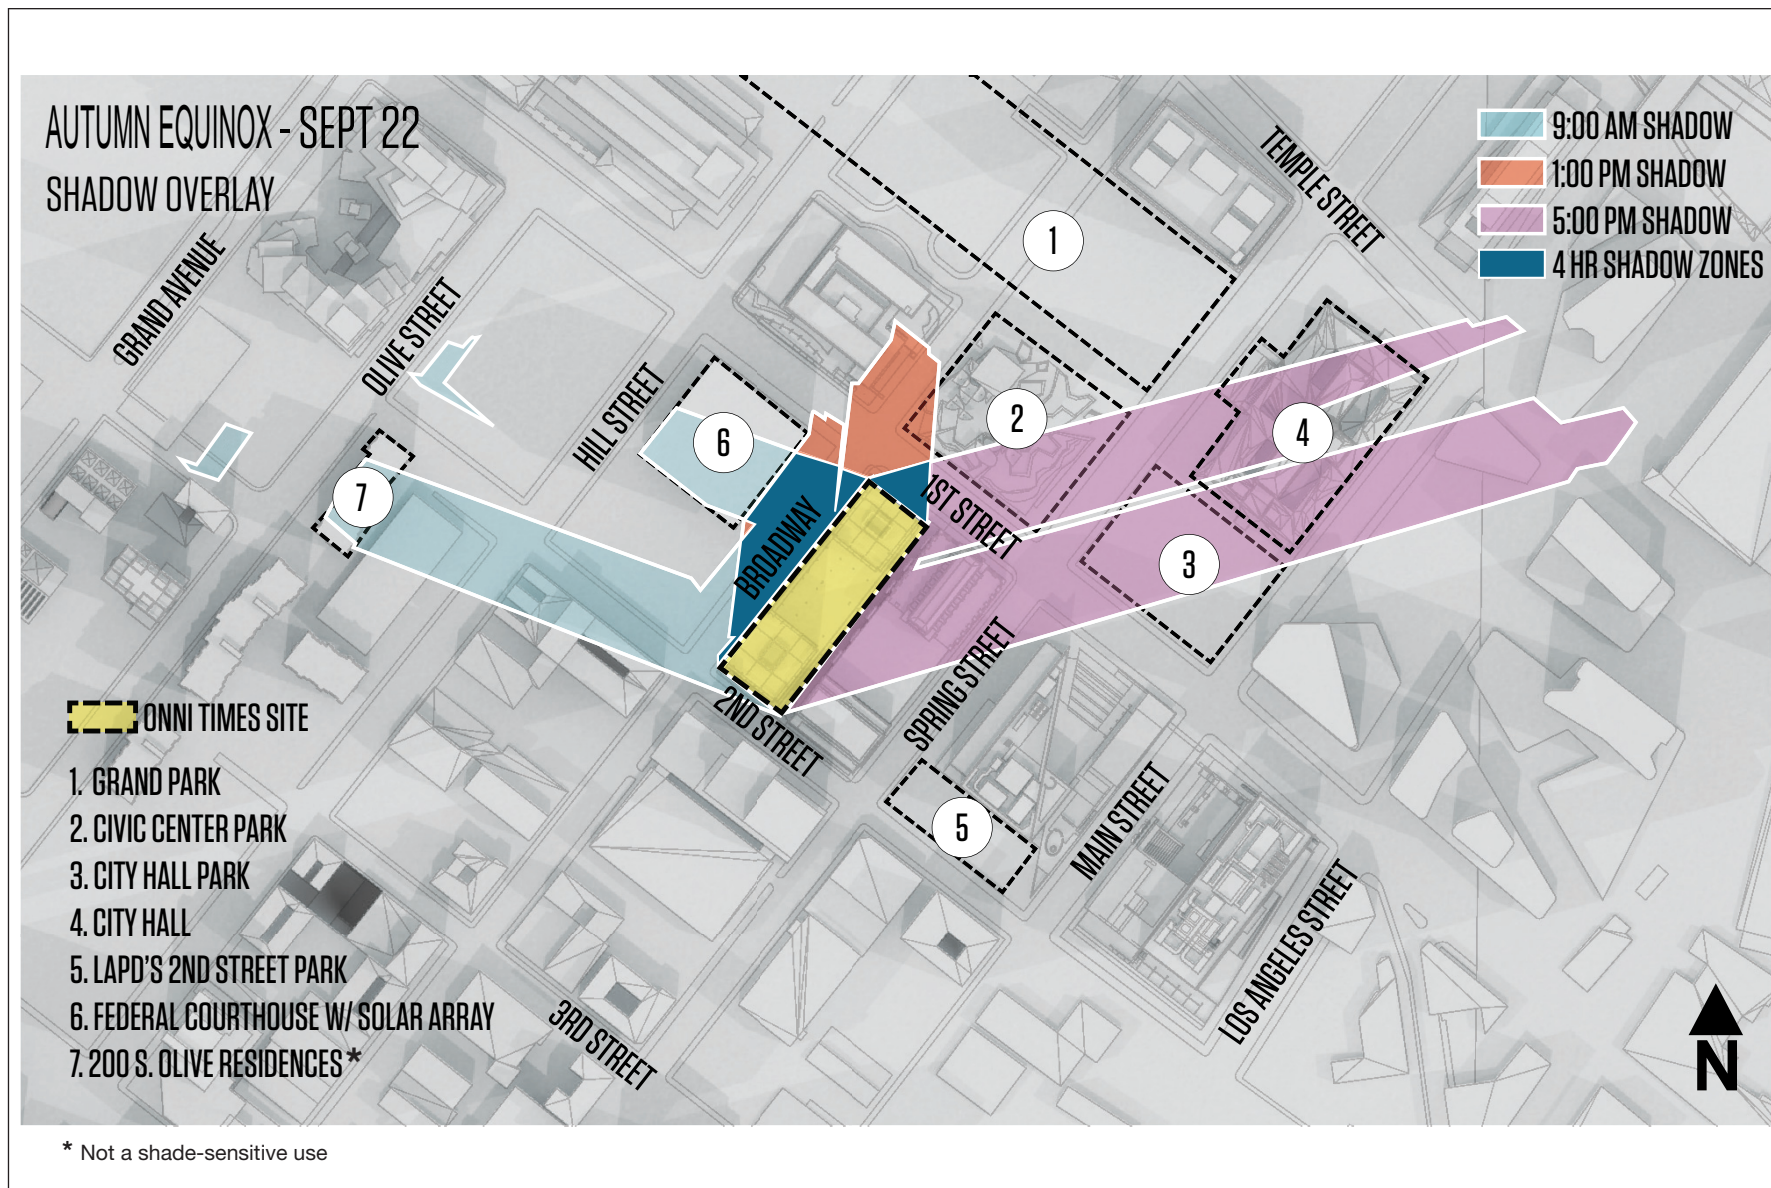 AUTUMN EQUINOX - SEPT 22
SHADOW OVERLAY
9:00 AM SHADOW
1:00 PM SHADOW
5:00 PM SHADOW
4 HR SHADOW ZONES
TEMPLE STREET
GRAND AVENUE
OLIVE STREET
HILL STREET
BROADWAY
1ST STREET
2ND STREET
SPRING STREET
MAIN STREET
LOS ANGELES STREET
3RD STREET
1
2
3
4
5
6
7
ONNI TIMES SITE
1. GRAND PARK
2. CIVIC CENTER PARK
3. CITY HALL PARK
4. CITY HALL
5. LAPD'S 2ND STREET PARK
6. FEDERAL COURTHOUSE W/ SOLAR ARRAY
7. 200 S. OLIVE RESIDENCES*
N
* Not a shade-sensitive use